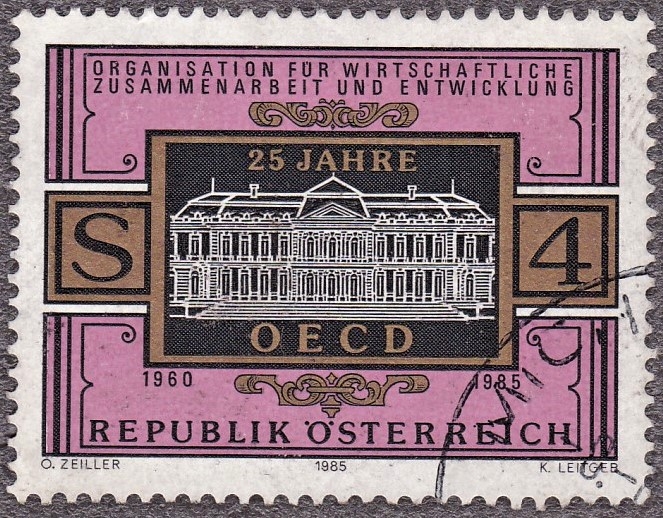 ORGANISATION FÜR WIRTSCHAFTLICHE
ZUSAMMENARBEIT UND ENTWICKLUNG
25 JAHRE
S 4
OECD
1960 1985
REPUBLIK ÖSTERREICH
O. ZEILLER 1985 K. LEITGEB